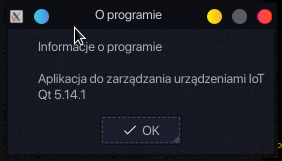 O programie
Informacje o programie
Aplikacja do zarządzania urządzeniami IoT
Qt 5.14.1
OK